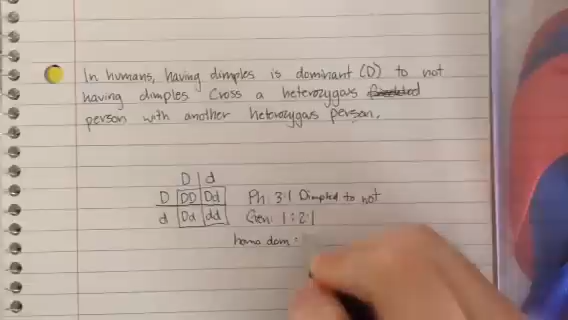 In humans, having dimples is dominant (D) to not
having dimples Cross a heterozygous
person with another heterozygous person.
D d
D DD Dd Ph: 3:1 Dimpled to not
d Dd dd Gen: 1:2:1
homo dom: